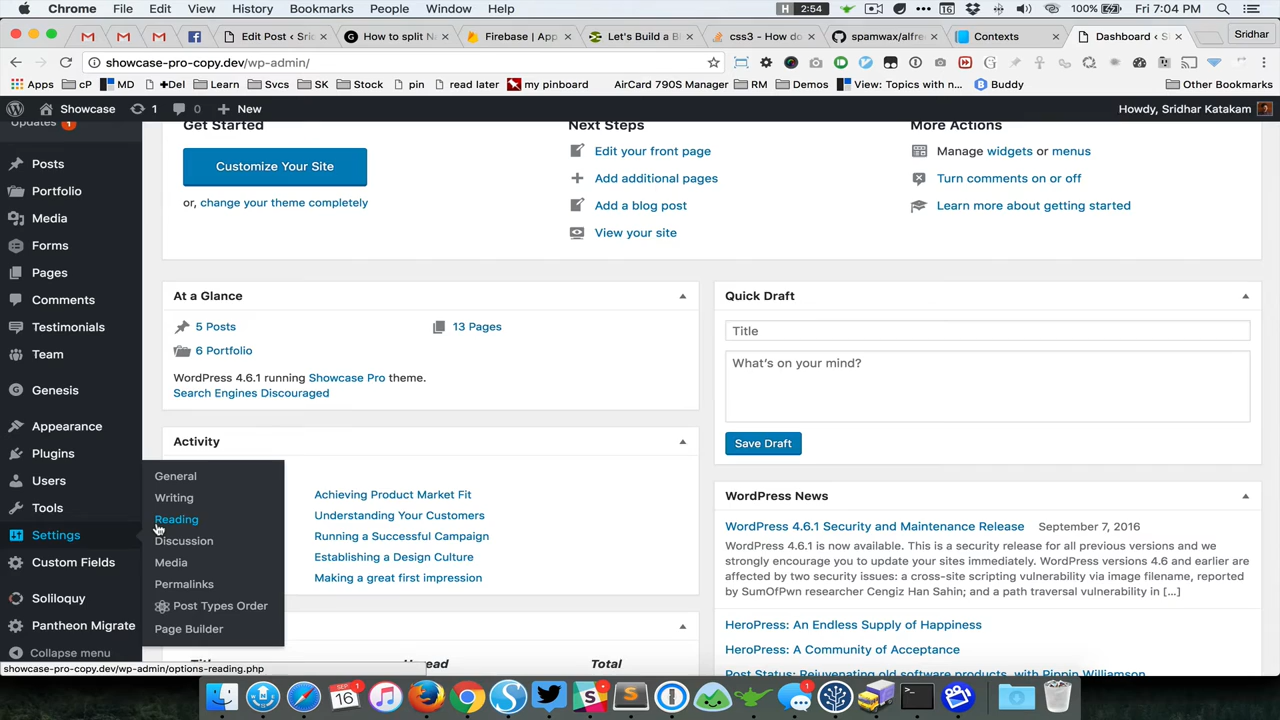 Chrome File Edit View History Bookmarks People Window Help H 2:54 16 100% Fri 7:04 PM
Edit Post ‹ Sric How to split NA Firebase | App Let's Build a Bl css3 - How do spamwax/alfre Contexts Dashboard ‹ S Sridhar
showcase-pro-copy.dev/wp-admin/
Apps cP MD +Del Learn Svcs SK Stock pin read later my pinboard AirCard 790S Manager RM Demos View: Topics with n... Buddy Other Bookmarks
Showcase 1 0 New Howdy, Sridhar Katakam
Updates 1
Posts
Portfolio
Media
Forms
Pages
Comments
Testimonials
Team
Genesis
Appearance
Plugins
Users
Tools
Settings
Custom Fields
Soliloquy
Pantheon Migrate
Collapse menu
General
Writing
Reading
Discussion
Media
Permalinks
Post Types Order
Page Builder
Get Started
Customize Your Site
or, change your theme completely
Next Steps
Edit your front page
Add additional pages
Add a blog post
View your site
More Actions
Manage widgets or menus
Turn comments on or off
Learn more about getting started
At a Glance
5 Posts 13 Pages
6 Portfolio
WordPress 4.6.1 running Showcase Pro theme.
Search Engines Discouraged
Activity
Achieving Product Market Fit
Understanding Your Customers
Running a Successful Campaign
Establishing a Design Culture
Making a great first impression
Unread Total
Quick Draft
Title
What's on your mind?
Save Draft
WordPress News
WordPress 4.6.1 Security and Maintenance Release September 7, 2016
WordPress 4.6.1 is now available. This is a security release for all previous versions and we
strongly encourage you to update your sites immediately. WordPress versions 4.6 and earlier are
affected by two security issues: a cross-site scripting vulnerability via image filename, reported
by SumOfPwn researcher Cengiz Han Sahin; and a path traversal vulnerability in [...]
HeroPress: An Endless Supply of Happiness
HeroPress: A Community of Acceptance
Post Status: Rejuvenating old software products, with Pippin Williamson
showcase-pro-copy.dev/wp-admin/options-reading.php
SEP
16
1
1